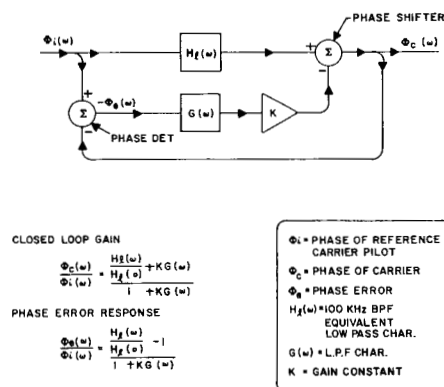 PHASE SHIFTER
Φi(ω)
Hℓ(ω)
+
Σ
Φc(ω)
−
+
−Φe(ω)
Σ
G(ω)
K
−
PHASE DET
CLOSED LOOP GAIN
Φc(ω)/Φi(ω) = (Hℓ(ω)/Hℓ(o) + KG(ω))/(1 + KG(ω))
PHASE ERROR RESPONSE
Φe(ω)/Φi(ω) = (Hℓ(ω)/Hℓ(o) − 1)/(1 + KG(ω))
Φi = PHASE OF REFERENCE
CARRIER PILOT
Φc = PHASE OF CARRIER
Φe = PHASE ERROR
Hℓ(ω) = 100 KHz BPF
EQUIVALENT
LOW PASS CHAR.
G(ω) = L.P.F CHAR.
K = GAIN CONSTANT